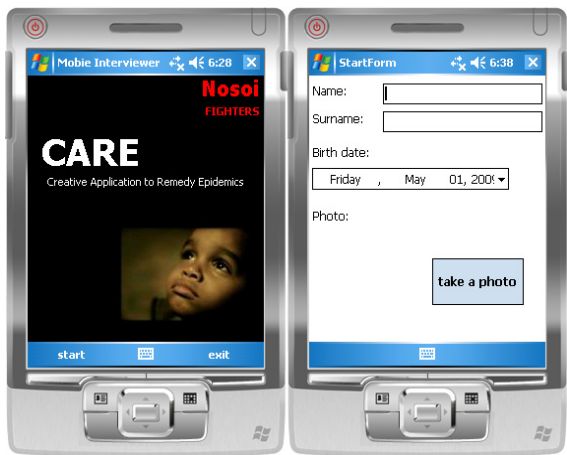 Mobie Interviewer 6:28
Nosoi
FIGHTERS
CARE
Creative Application to Remedy Epidemics
start exit
StartForm 6:38
Name:
Surname:
Birth date:
Friday , May 01, 2009
Photo:
take a photo